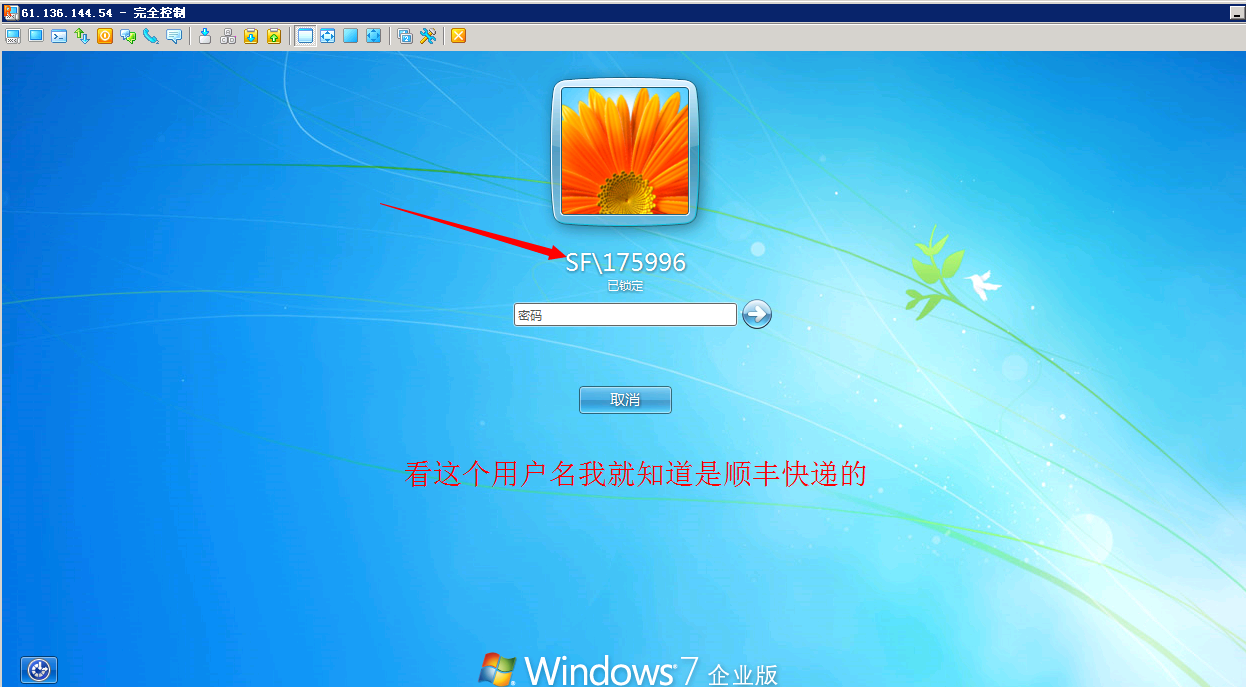 61.136.144.54 - 完全控制
SF\175996
已锁定
密码
取消
看这个用户名我就知道是顺丰快递的
Windows 7 企业版